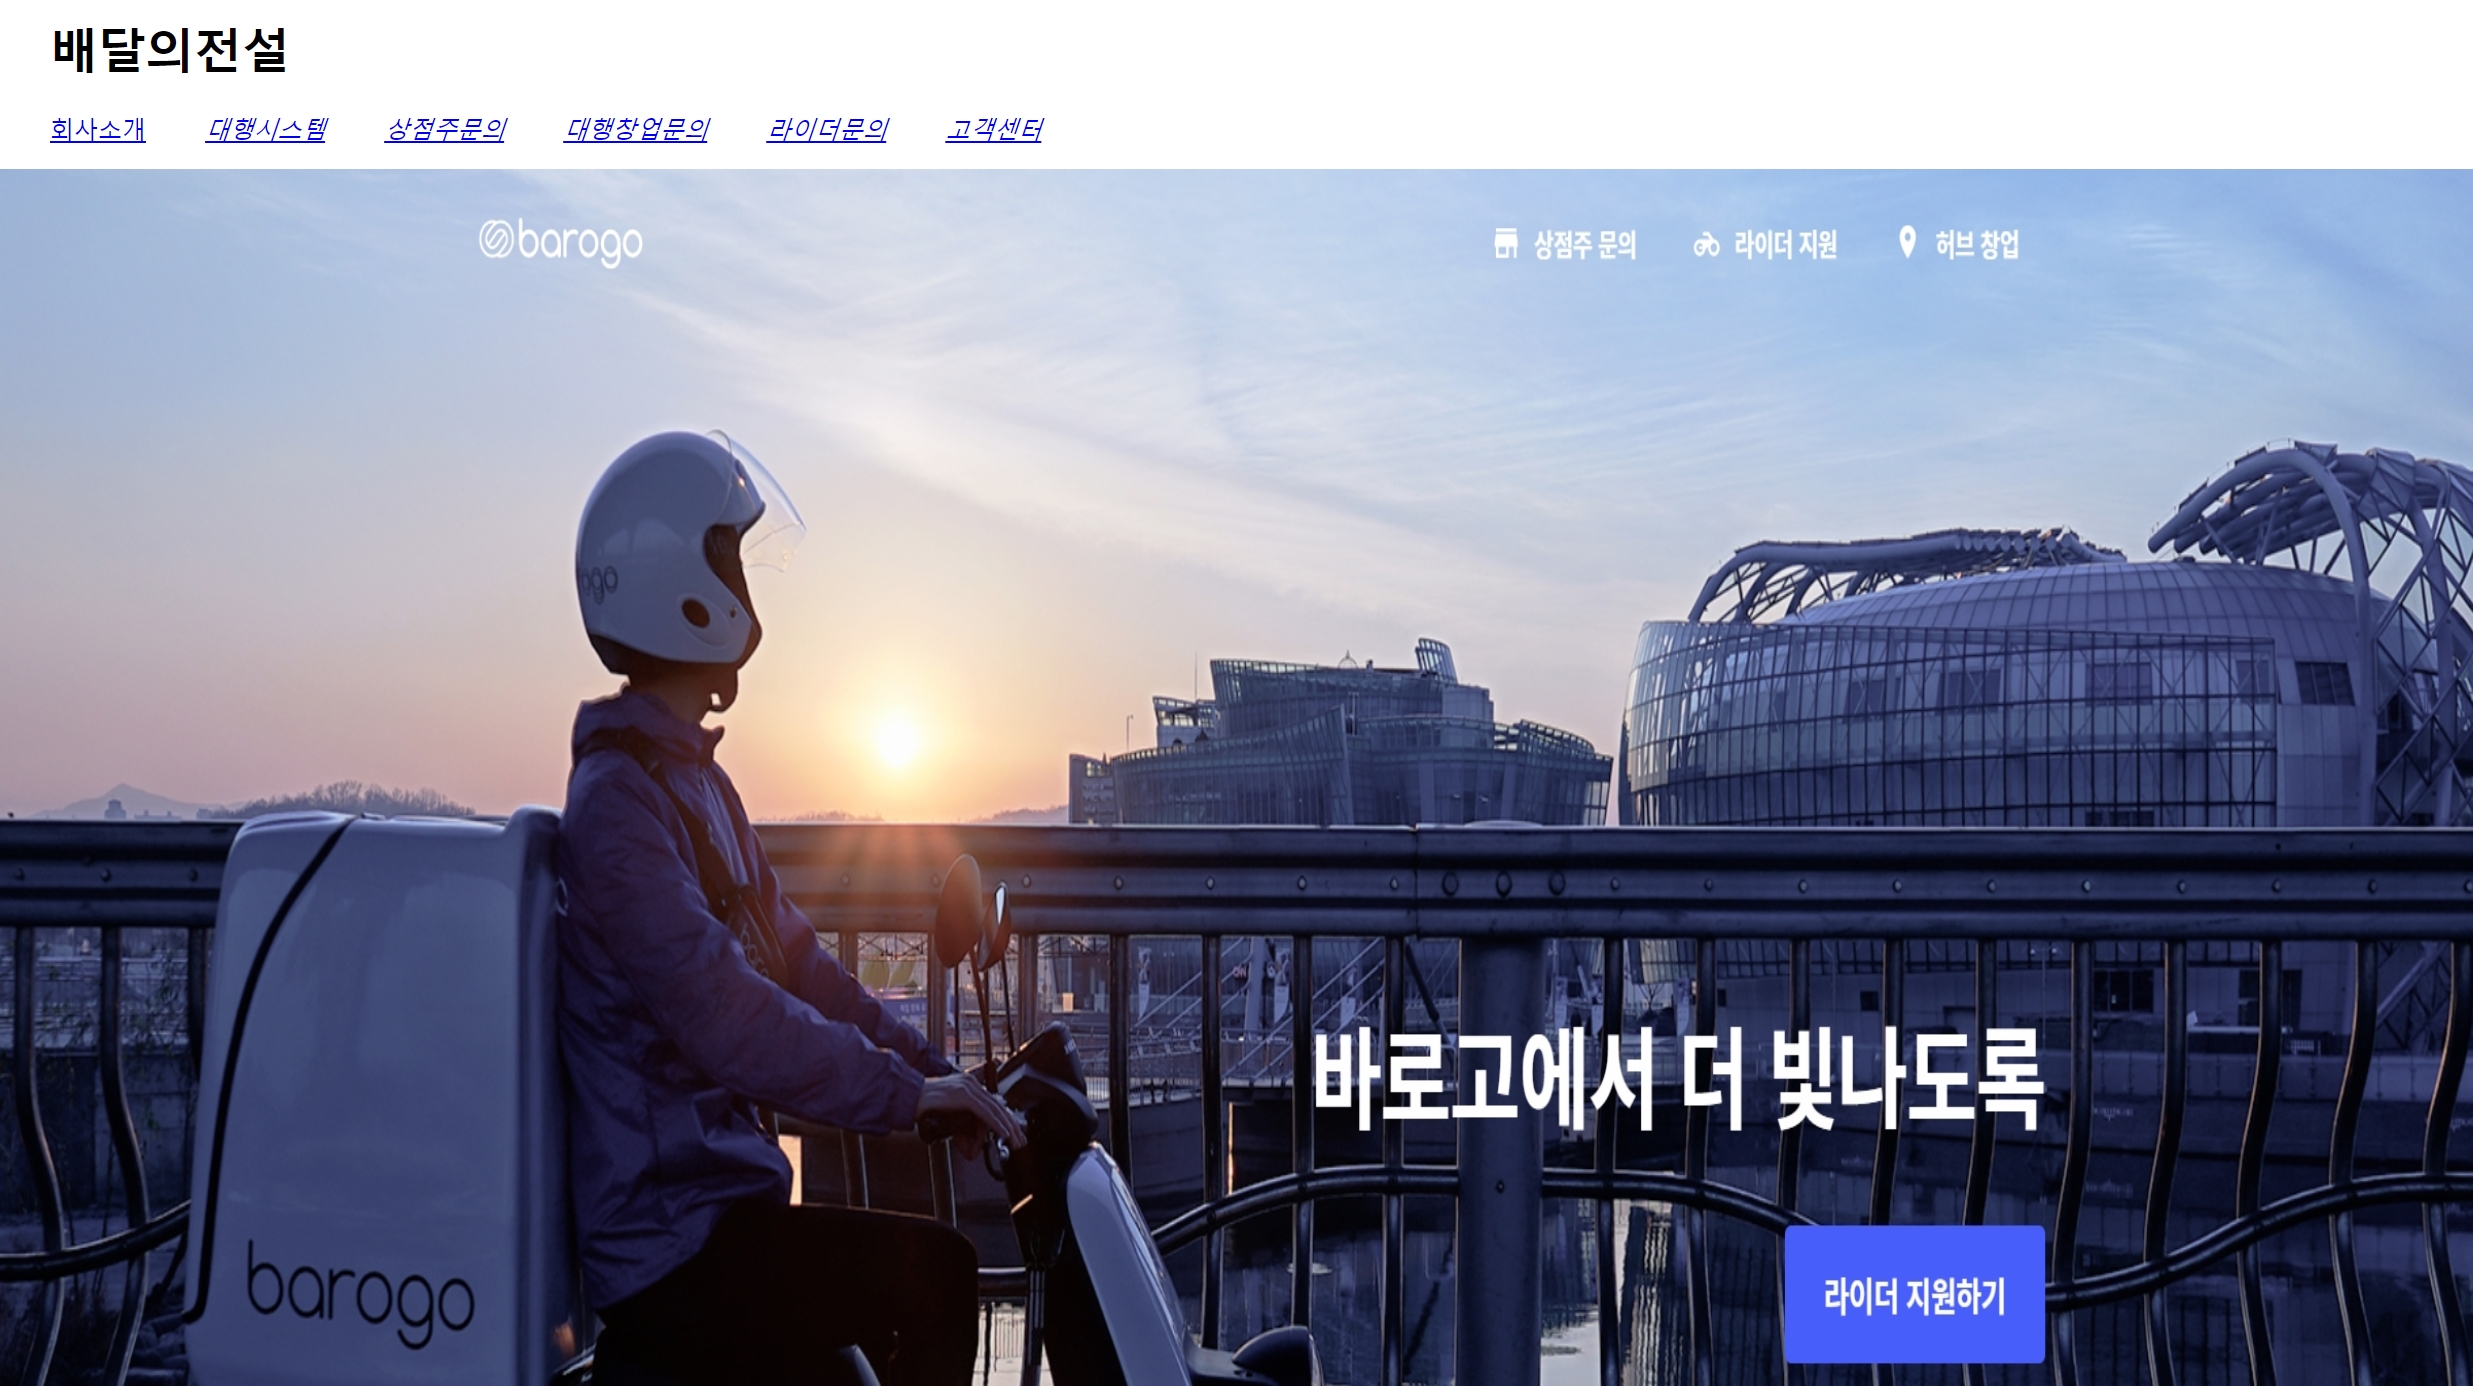 배달의전설
회사소개 대행시스템 상점주문의 대행창업문의 라이더문의 고객센터
barogo 상점주 문의 라이더 지원 허브 창업
ogo
바로고에서 더 빛나도록
라이더 지원하기
barogo